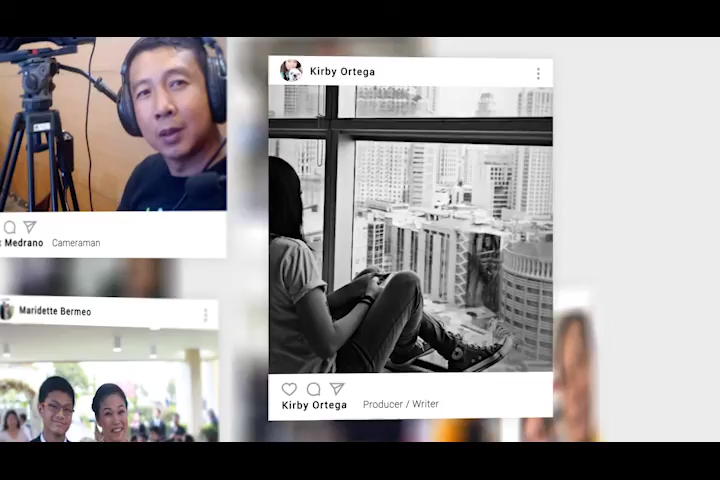 Kirby Ortega
Medrano Cameraman
Maridette Bermeo
Kirby Ortega Producer / Writer